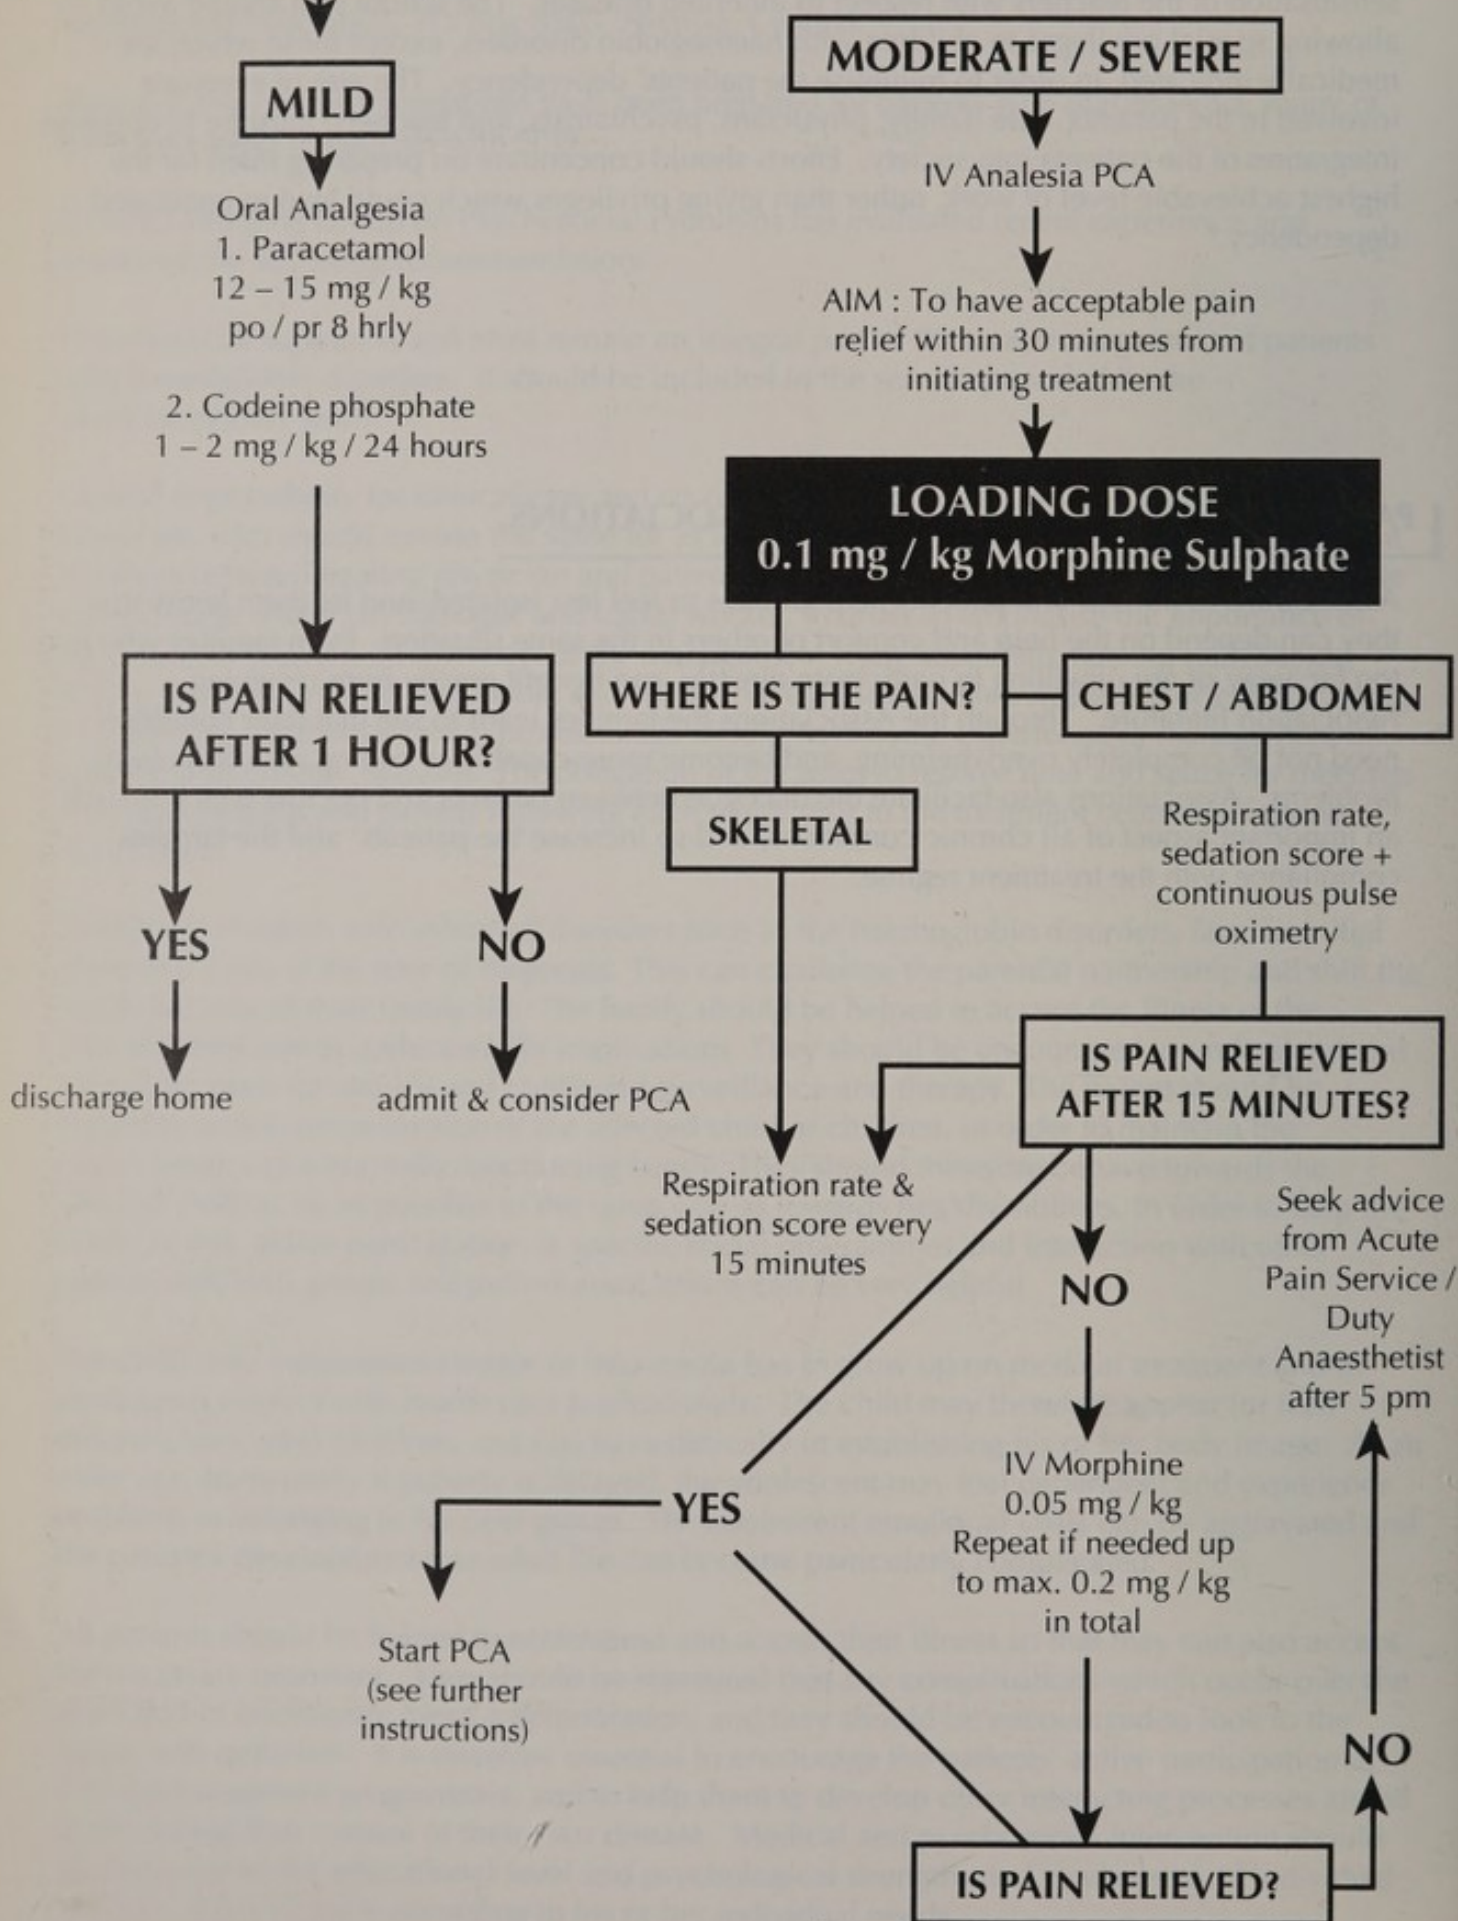 MILD
Oral Analgesia
1. Paracetamol
12 – 15 mg / kg
po / pr 8 hrly
2. Codeine phosphate
1 – 2 mg / kg / 24 hours
IS PAIN RELIEVED
AFTER 1 HOUR?
YES
NO
discharge home
admit & consider PCA
MODERATE / SEVERE
IV Analesia PCA
AIM : To have acceptable pain
relief within 30 minutes from
initiating treatment
LOADING DOSE
0.1 mg / kg Morphine Sulphate
WHERE IS THE PAIN?
CHEST / ABDOMEN
SKELETAL
Respiration rate,
sedation score +
continuous pulse
oximetry
IS PAIN RELIEVED
AFTER 15 MINUTES?
Respiration rate &
sedation score every
15 minutes
NO
Seek advice
from Acute
Pain Service /
Duty
Anaesthetist
after 5 pm
IV Morphine
0.05 mg / kg
Repeat if needed up
to max. 0.2 mg / kg
in total
YES
Start PCA
(see further
instructions)
NO
IS PAIN RELIEVED?